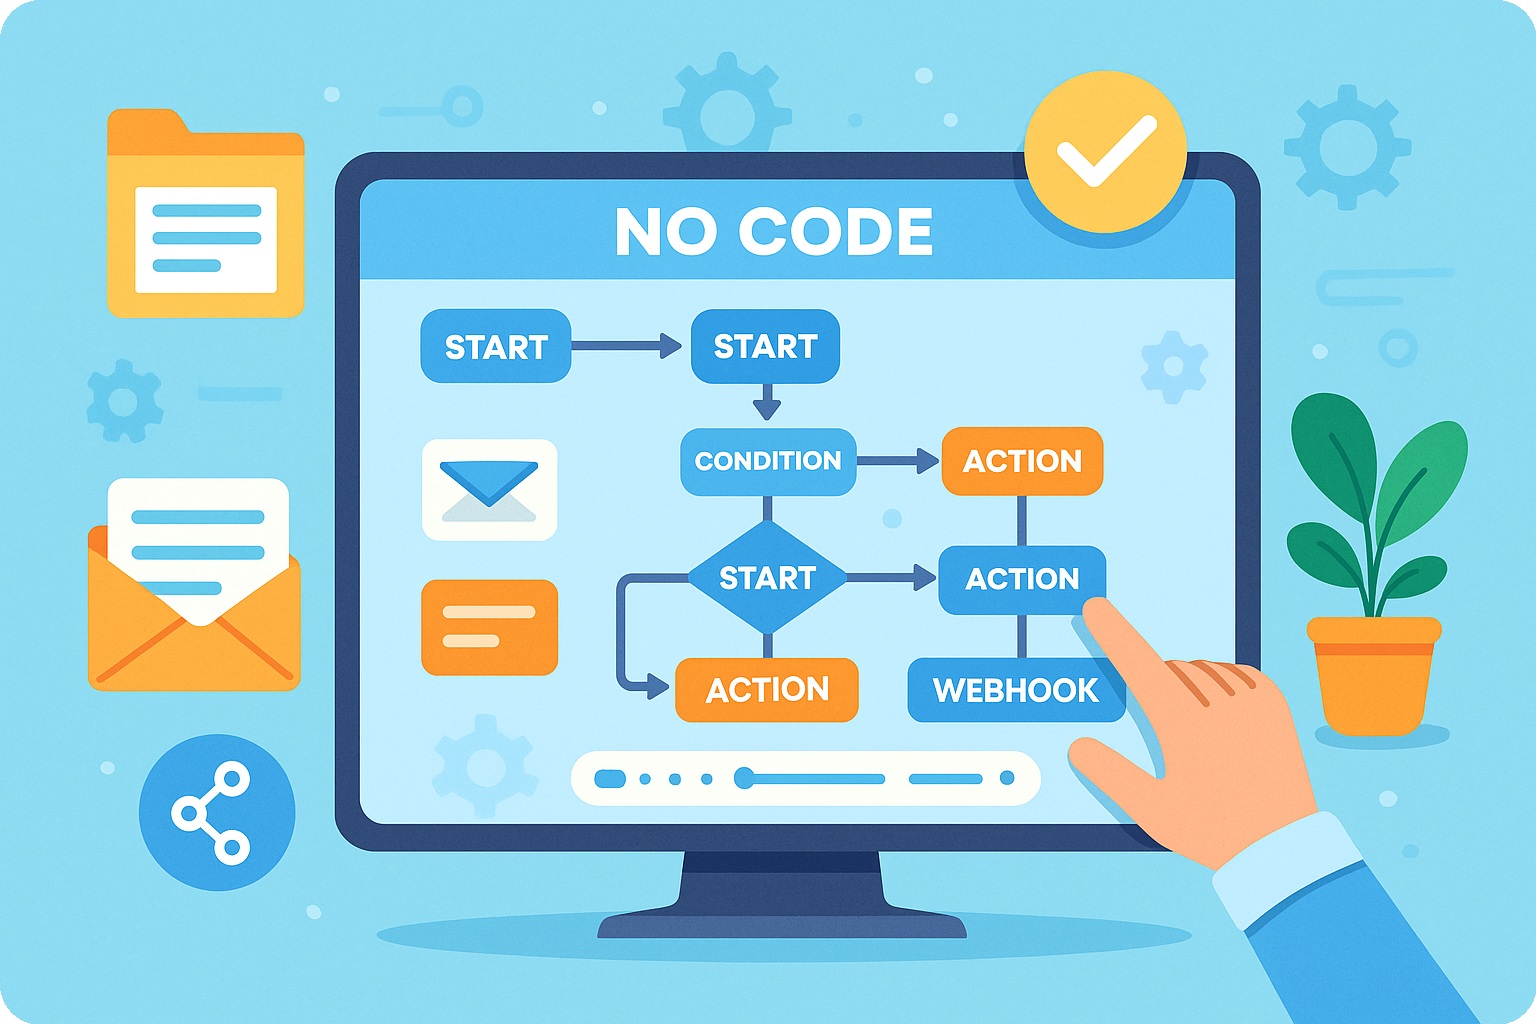 NO CODE
START
START
CONDITION
ACTION
START
ACTION
ACTION
WEBHOOK